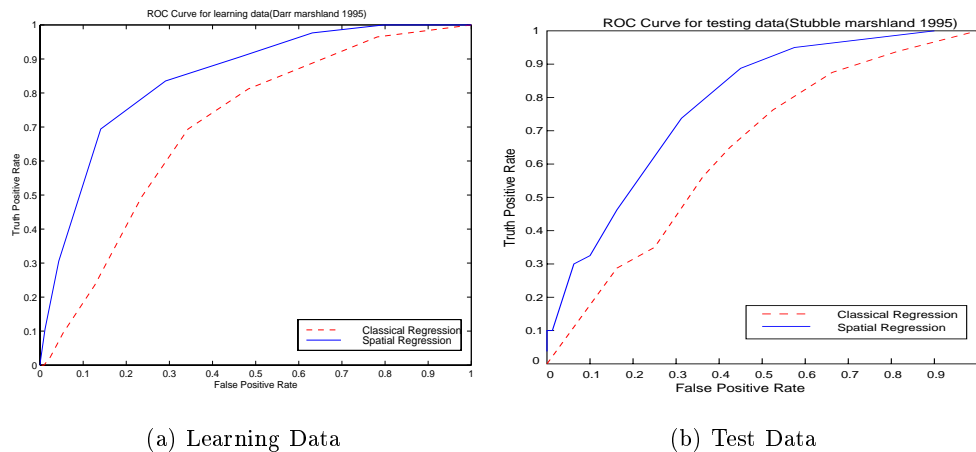 ROC Curve for learning data(Darr marshland 1995)
1
0.9
0.8
0.7
0.6
0.5
0.4
0.3
0.2
0.1
0
Truth Positive Rate
0 0.1 0.2 0.3 0.4 0.5 0.6 0.7 0.8 0.9 1
False Positive Rate
Classical Regression
Spatial Regression
(a) Learning Data
ROC Curve for testing data(Stubble marshland 1995)
1
0.9
0.8
0.7
0.6
0.5
0.4
0.3
0.2
0.1
0
Truth Positive Rate
0 0.1 0.2 0.3 0.4 0.5 0.6 0.7 0.8 0.9
False Positive Rate
Classical Regression
Spatial Regression
(b) Test Data